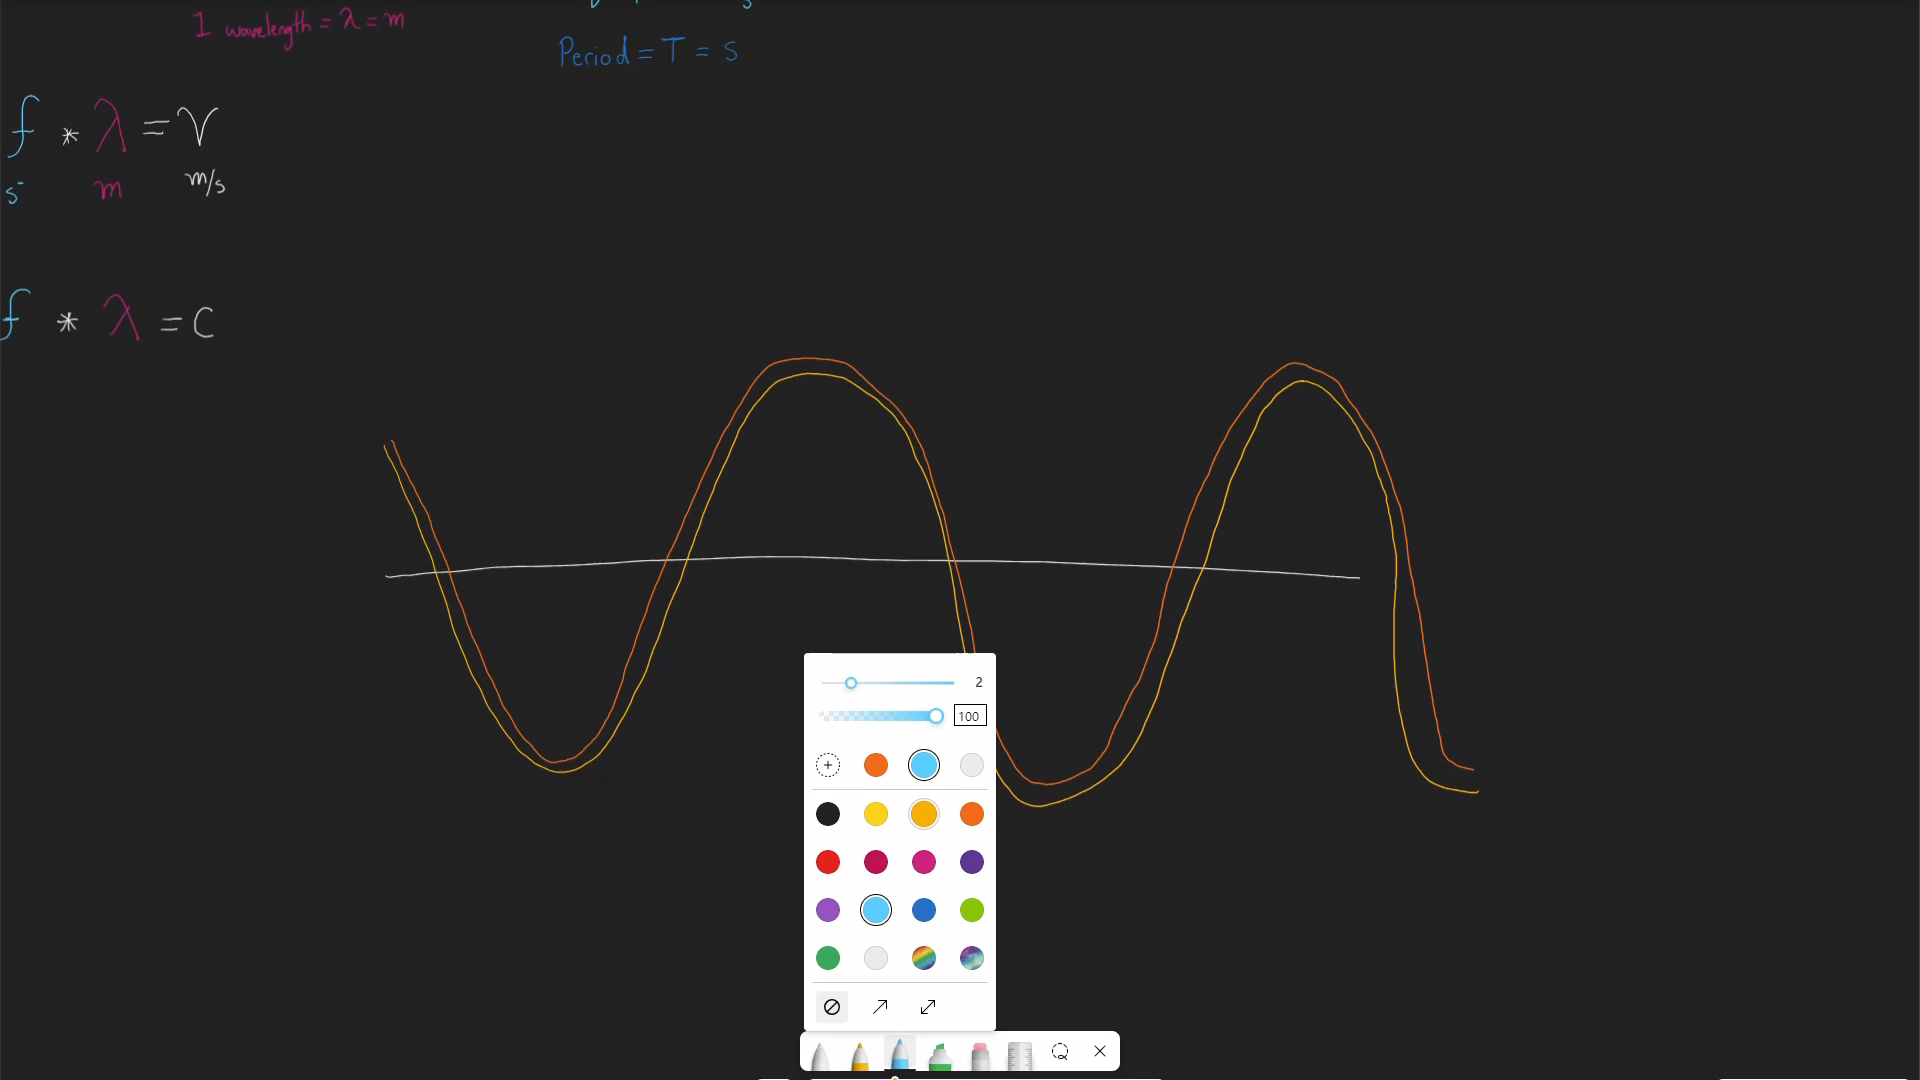 1 wavelength = λ = m
Period = T = s
f * λ = v
s⁻ m m/s
f * λ = c
2
100